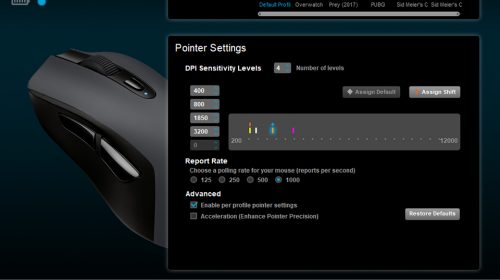 Default Profil Overwatch Prey (2017) PUBG Sid Meier's C Sid Meier's C
Pointer Settings
DPI Sensitivity Levels 4 Number of levels
400 Assign Default Assign Shift
800
1850
3200
0
200 12000
Report Rate
Choose a polling rate for your mouse (reports per second)
125 250 500 1000
Advanced
Enable per profile pointer settings
Acceleration (Enhance Pointer Precision)
Restore Defaults